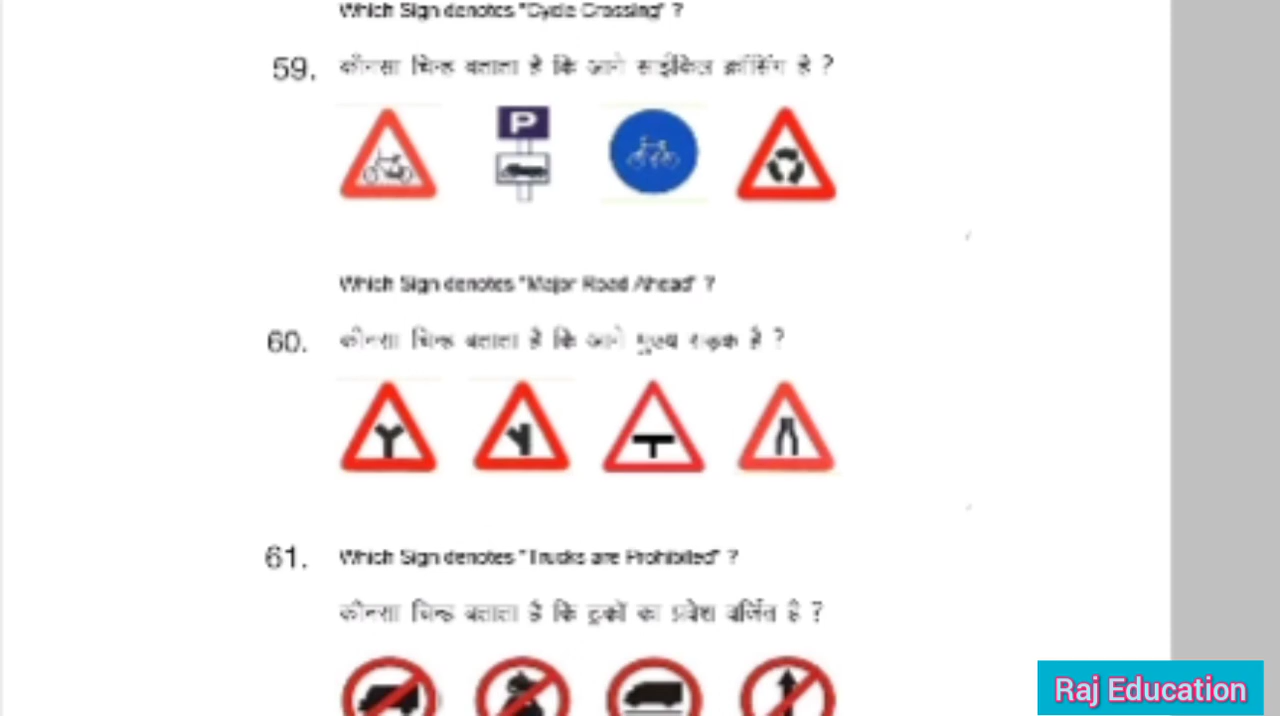 Which Sign denotes "Cycle Crossing" ?
59. कौनसा चिन्ह बताता है कि आगे साईकिल क्रॉसिंग है ?
P
Which Sign denotes "Major Road Ahead" ?
60. कौनसा चिन्ह बताता है कि आगे मुख्य सड़क है ?
61. Which Sign denotes "Trucks are Prohibited" ?
कौनसा चिन्ह बताता है कि ट्रकों का प्रवेश वर्जित है ?
Raj Education